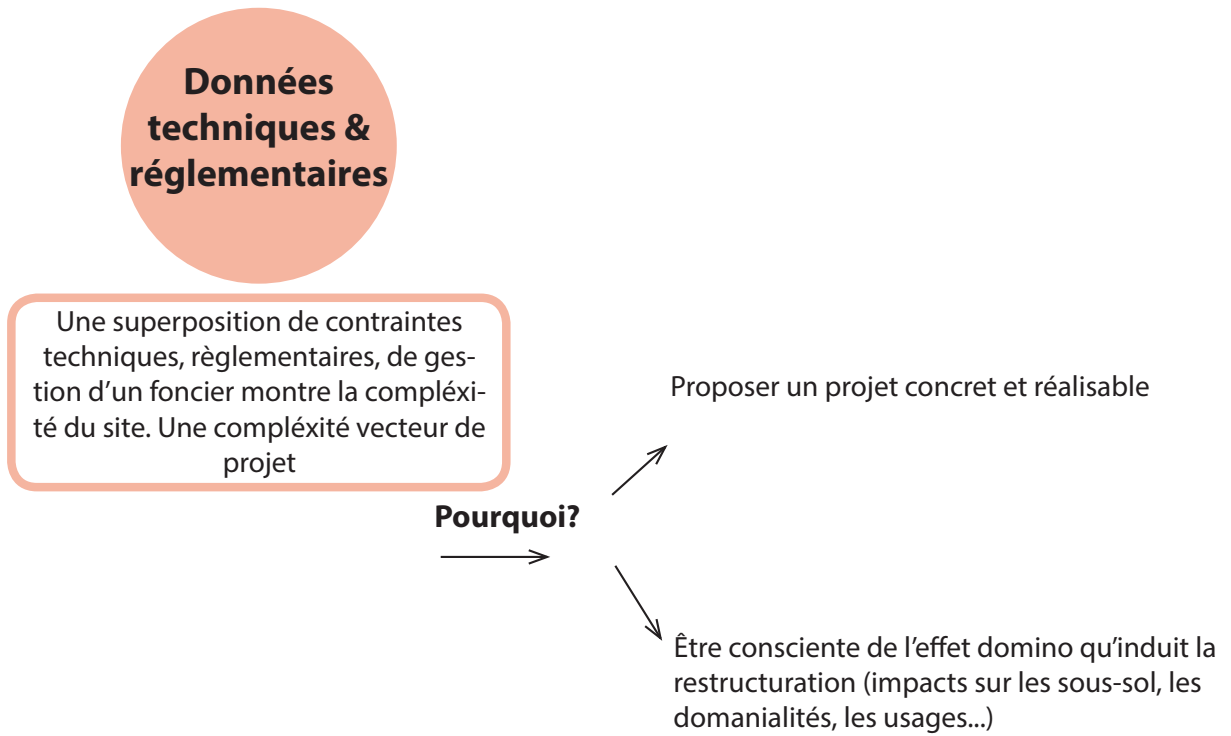 Données
techniques &
réglementaires
Une superposition de contraintes
techniques, règlementaires, de ges-
tion d’un foncier montre la compléxi-
té du site. Une compléxité vecteur de
projet
Pourquoi?
Proposer un projet concret et réalisable
Être consciente de l’effet domino qu’induit la
restructuration (impacts sur les sous-sol, les
domanialités, les usages...)